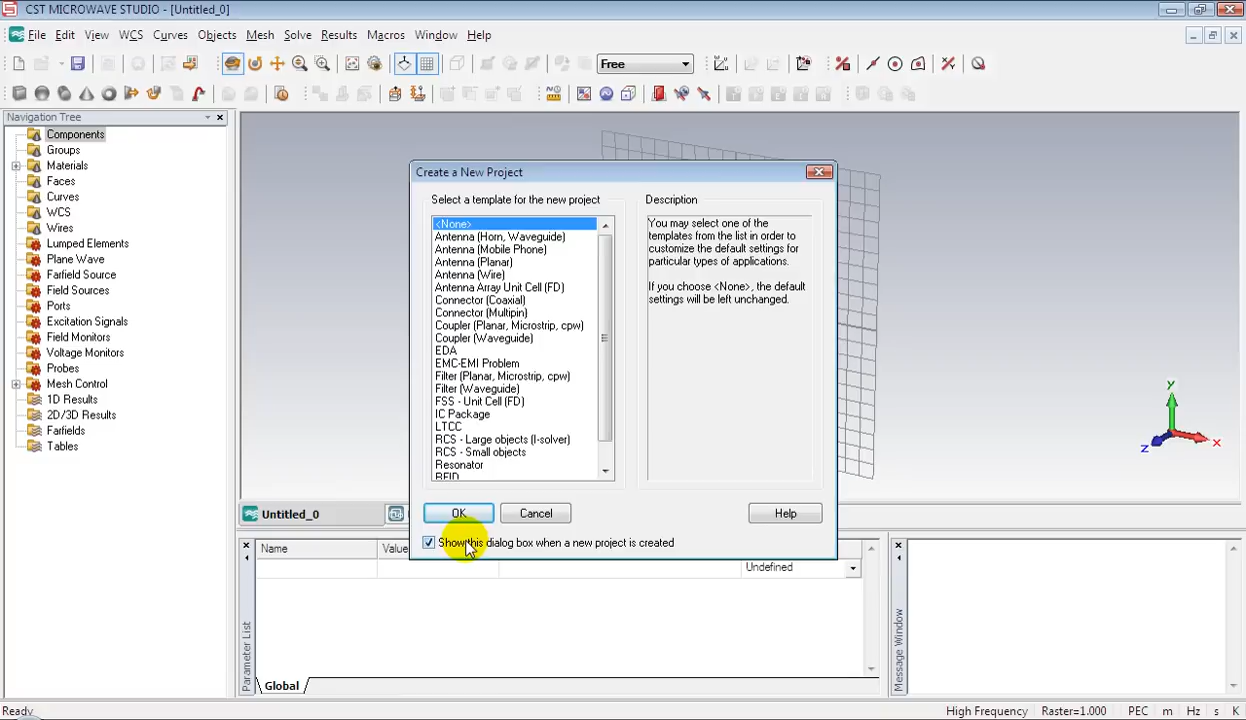 CST MICROWAVE STUDIO - [Untitled_0]
File Edit View WCS Curves Objects Mesh Solve Results Macros Window Help
Free
Navigation Tree
Components
Groups
Materials
Faces
Curves
WCS
Wires
Lumped Elements
Plane Wave
Farfield Source
Field Sources
Ports
Excitation Signals
Field Monitors
Voltage Monitors
Probes
Mesh Control
1D Results
2D/3D Results
Farfields
Tables
Create a New Project
Select a template for the new project
<None>
Antenna (Horn, Waveguide)
Antenna (Mobile Phone)
Antenna (Planar)
Antenna (Wire)
Antenna Array Unit Cell (FD)
Connector (Coaxial)
Connector (Multipin)
Coupler (Planar, Microstrip, cpw)
Coupler (Waveguide)
EDA
EMC-EMI Problem
Filter (Planar, Microstrip, cpw)
Filter (Waveguide)
FSS - Unit Cell (FD)
IC Package
LTCC
RCS - Large objects (I-solver)
RCS - Small objects
Resonator
RFID
Description
You may select one of the
templates from the list in order to
customize the default settings for
particular types of applications.
If you choose <None>, the default
settings will be left unchanged.
OK Cancel Help
Show this dialog box when a new project is created
y
x
z
Untitled_0
Name Value
Undefined
Parameter List
Global
Message Window
Ready
High Frequency Raster=1.000 PEC m Hz s K